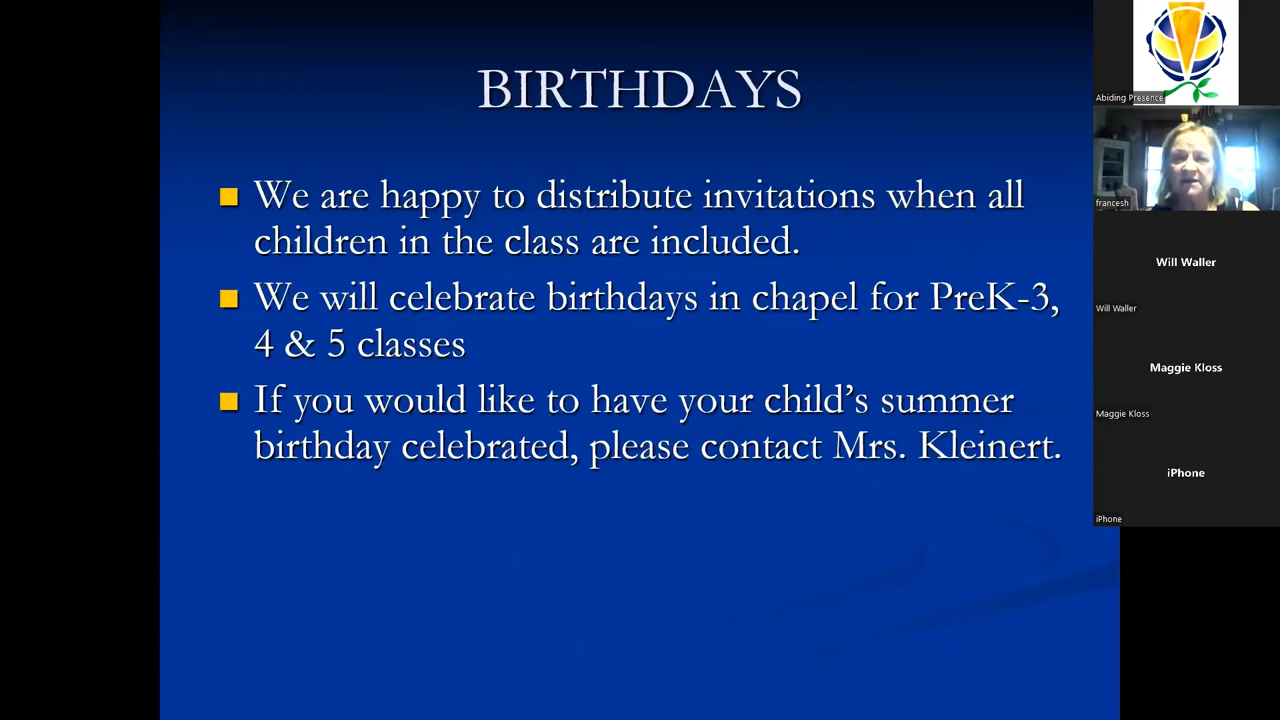 BIRTHDAYS
We are happy to distribute invitations when all
children in the class are included.
We will celebrate birthdays in chapel for PreK-3,
4 & 5 classes
If you would like to have your child's summer
birthday celebrated, please contact Mrs. Kleinert.
Abiding Presence
francesh
Will Waller
Will Waller
Maggie Kloss
Maggie Kloss
iPhone
iPhone